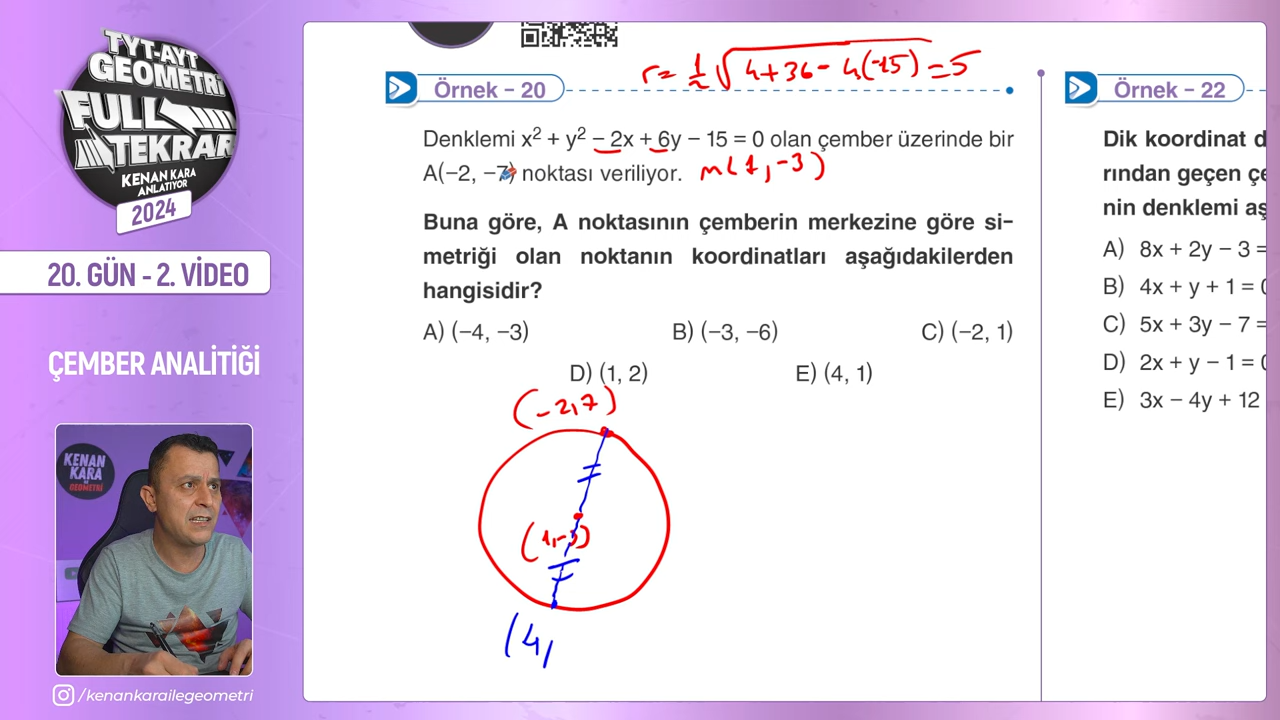 TYT-AYT
GEOMETRİ
FULL
TEKRAR
KENAN KARA
ANLATIYOR
2024
20. GÜN - 2. VİDEO
ÇEMBER ANALİTİĞİ
KENAN
KARA
GEOMETRİ
/kenankarailegeometri
r = 1/2 √4+36-4.(-15) = 5
Örnek – 20
Denklemi x² + y² – 2x + 6y – 15 = 0 olan çember üzerinde bir
A(–2, –7) noktası veriliyor. m(1,-3)
Buna göre, A noktasının çemberin merkezine göre si–
metriği olan noktanın koordinatları aşağıdakilerden
hangisidir?
A) (–4, –3) B) (–3, –6) C) (–2, 1)
D) (1, 2) E) (4, 1)
(-2,7)
(1,-3)
(4,
Örnek – 22
Dik koordinat d
rından geçen çe
nin denklemi aş
A) 8x + 2y – 3 =
B) 4x + y + 1 = 0
C) 5x + 3y – 7 =
D) 2x + y – 1 = 0
E) 3x – 4y + 12